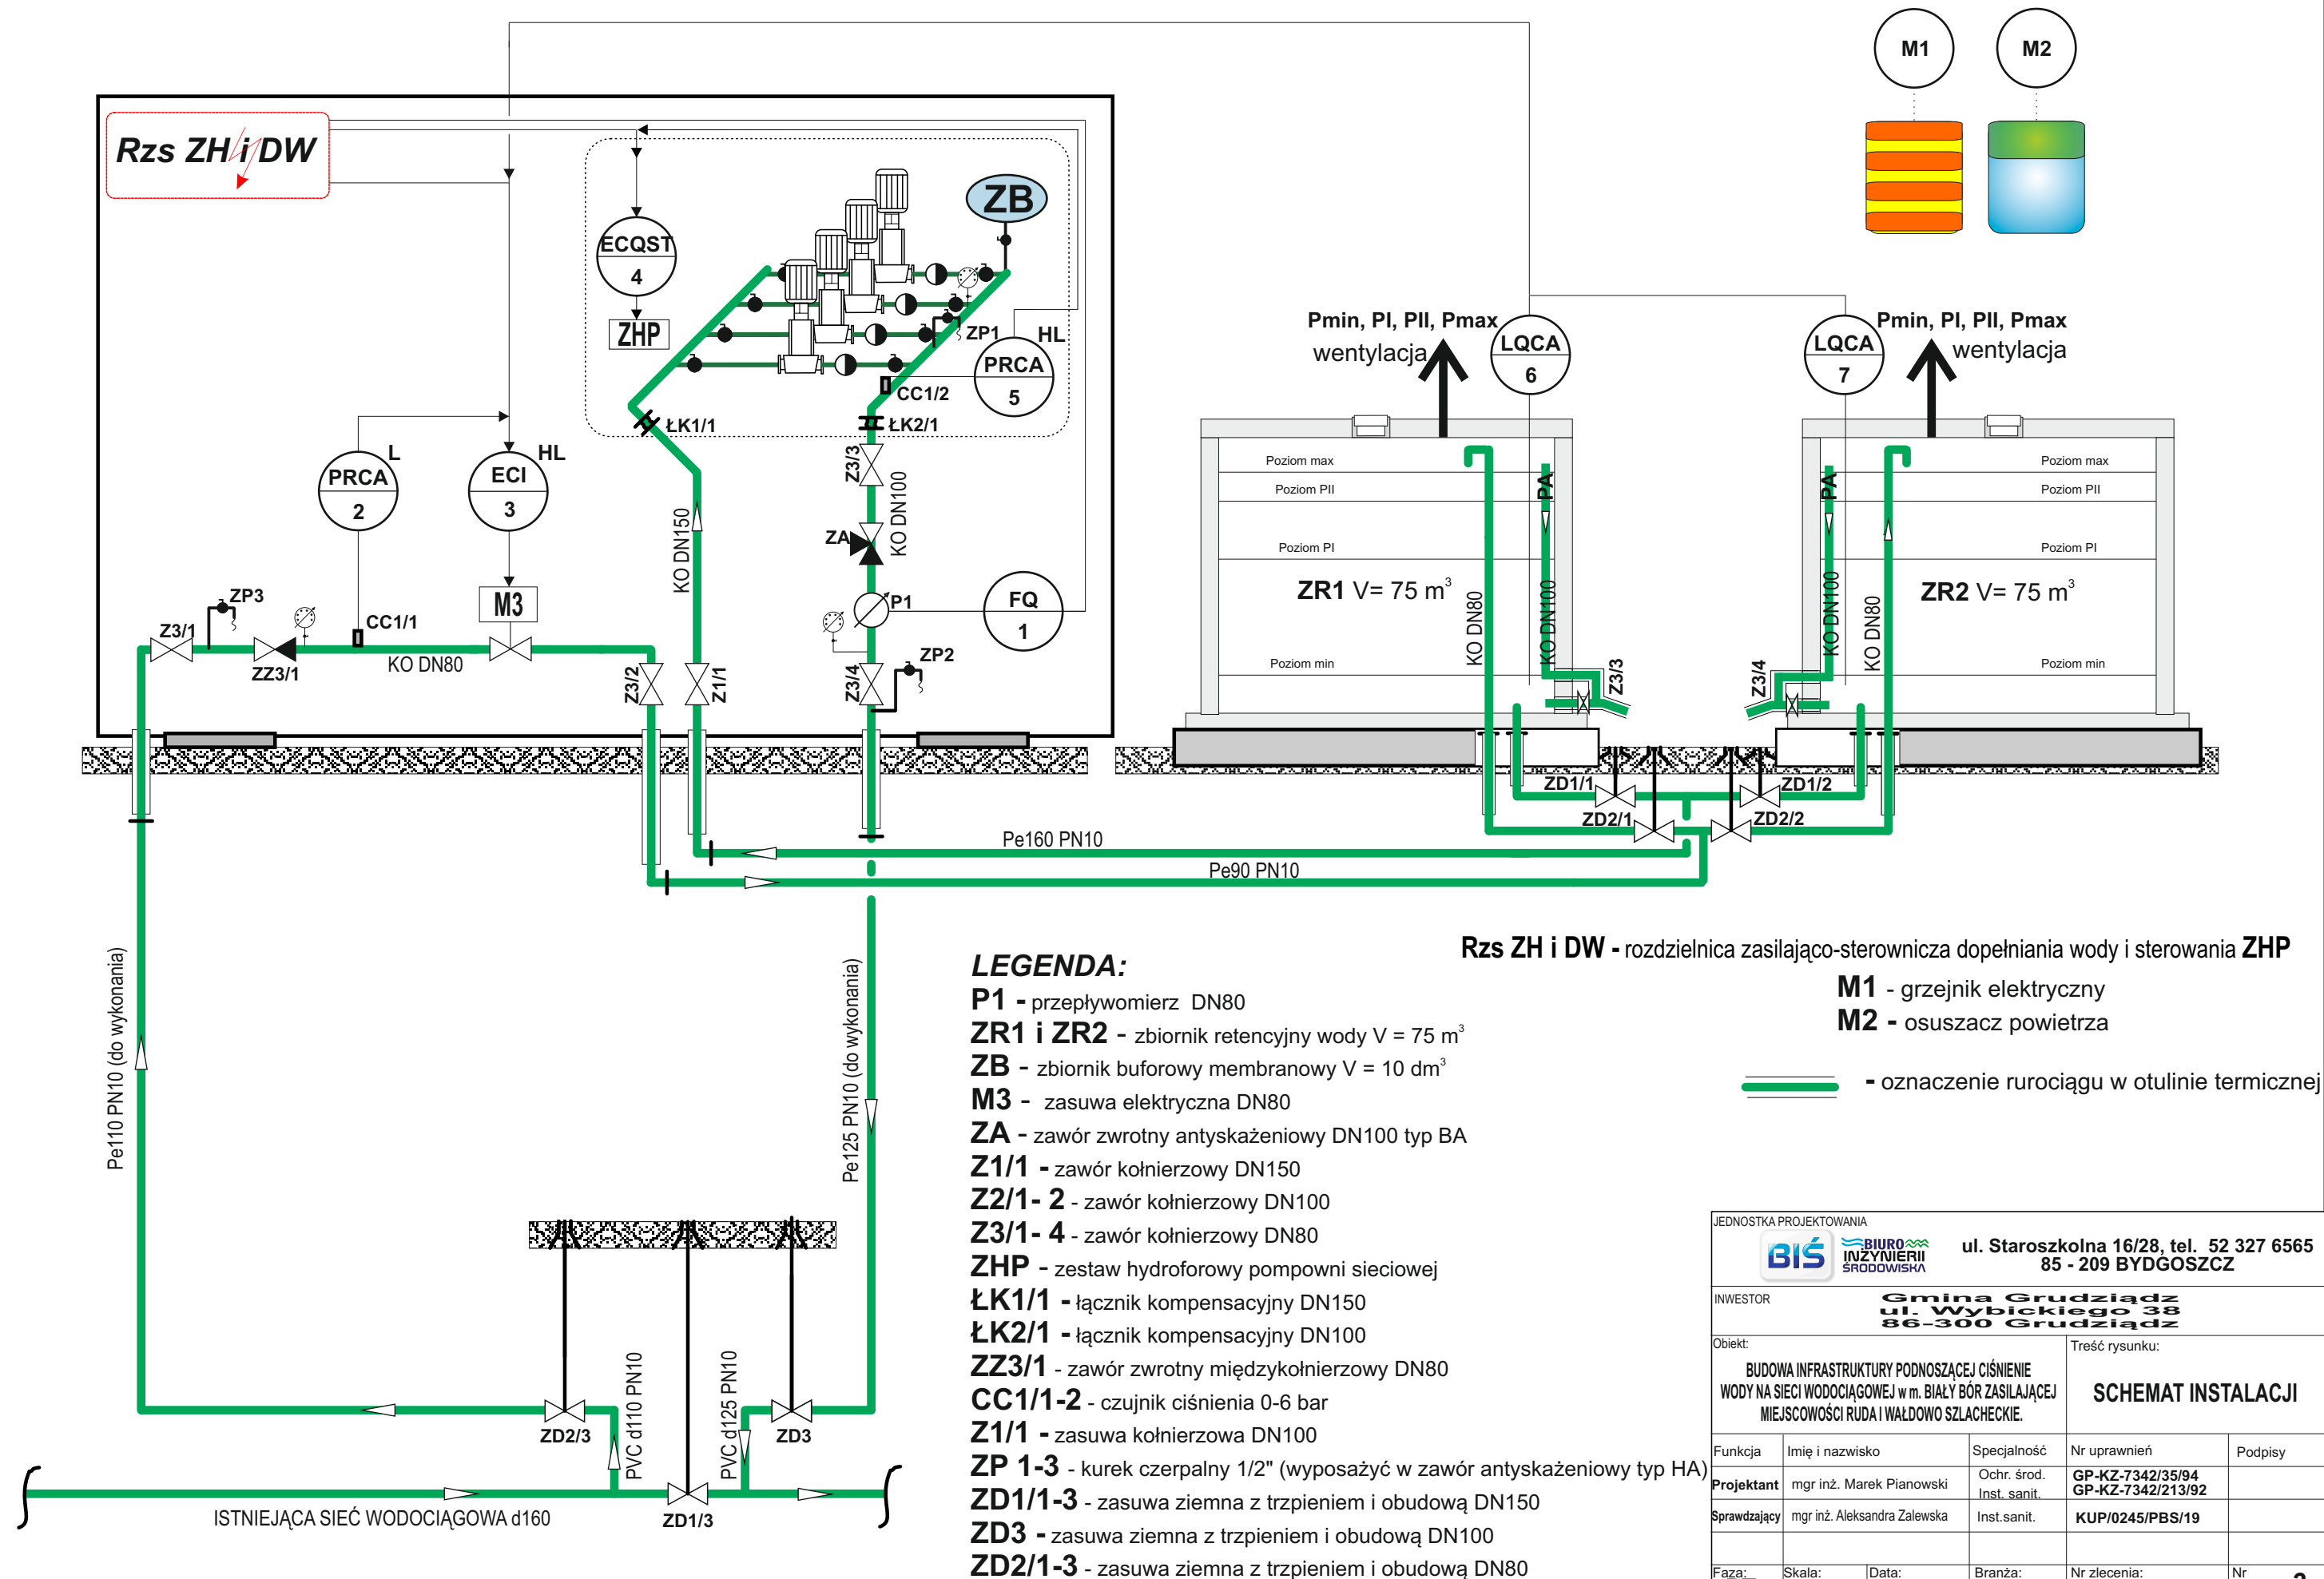 M1
M2
Rzs ZH i DW
ZB
ECQST
4
ZHP
ZP1
HL
PRCA
5
CC1/2
ŁK1/1
ŁK2/1
Pmin, PI, PII, Pmax
wentylacja
LQCA
6
LQCA
7
Pmin, PI, PII, Pmax
wentylacja
L
PRCA
2
HL
ECI
3
Z3/3
KO DN100
KO DN150
ZA
Poziom max
Poziom PII
Poziom PI
ZR1 V= 75 m³
Poziom min
PA
KO DN80
KO DN100
Z3/3
PA
KO DN100
KO DN80
Z3/4
Poziom max
Poziom PII
Poziom PI
ZR2 V= 75 m³
Poziom min
ZP3
Z3/1
ZZ3/1
CC1/1
KO DN80
M3
P1
FQ
1
ZP2
Z3/2
Z1/1
Z3/4
ZD1/1
ZD1/2
ZD2/1
ZD2/2
Pe160 PN10
Pe90 PN10
Pe110 PN10 (do wykonania)
Pe125 PN10 (do wykonania)
PVC d110 PN10
PVC d125 PN10
ZD2/3
ZD3
ZD1/3
ISTNIEJĄCA SIEĆ WODOCIĄGOWA d160
LEGENDA:
P1 - przepływomierz DN80
ZR1 i ZR2 - zbiornik retencyjny wody V = 75 m³
ZB - zbiornik buforowy membranowy V = 10 dm³
M3 - zasuwa elektryczna DN80
ZA - zawór zwrotny antyskażeniowy DN100 typ BA
Z1/1 - zawór kołnierzowy DN150
Z2/1- 2 - zawór kołnierzowy DN100
Z3/1- 4 - zawór kołnierzowy DN80
ZHP - zestaw hydroforowy pompowni sieciowej
ŁK1/1 - łącznik kompensacyjny DN150
ŁK2/1 - łącznik kompensacyjny DN100
ZZ3/1 - zawór zwrotny międzykołnierzowy DN80
CC1/1-2 - czujnik ciśnienia 0-6 bar
Z1/1 - zasuwa kołnierzowa DN100
ZP 1-3 - kurek czerpalny 1/2" (wyposażyć w zawór antyskażeniowy typ HA)
ZD1/1-3 - zasuwa ziemna z trzpieniem i obudową DN150
ZD3 - zasuwa ziemna z trzpieniem i obudową DN100
ZD2/1-3 - zasuwa ziemna z trzpieniem i obudową DN80
Rzs ZH i DW - rozdzielnica zasilająco-sterownicza dopełniania wody i sterowania ZHP
M1 - grzejnik elektryczny
M2 - osuszacz powietrza
- oznaczenie rurociągu w otulinie termicznej
JEDNOSTKA PROJEKTOWANIA
BIŚ
BIURO
INŻYNIERII
ŚRODOWISKA
ul. Staroszkolna 16/28, tel. 52 327 6565
85 - 209 BYDGOSZCZ
INWESTOR
Gmina Grudziądz
ul. Wybickiego 38
86-300 Grudziądz
Obiekt:
BUDOWA INFRASTRUKTURY PODNOSZĄCEJ CIŚNIENIE
WODY NA SIECI WODOCIĄGOWEJ w m. BIAŁY BÓR ZASILAJĄCEJ
MIEJSCOWOŚCI RUDA I WAŁDOWO SZLACHECKIE.
Treść rysunku:
SCHEMAT INSTALACJI
Funkcja Imię i nazwisko Specjalność Nr uprawnień Podpisy
Projektant mgr inż. Marek Pianowski Ochr. środ. Inst. sanit. GP-KZ-7342/35/94 GP-KZ-7342/213/92
Sprawdzający mgr inż. Aleksandra Zalewska Inst.sanit. KUP/0245/PBS/19
Faza: Skala: Data: Branża: Nr zlecenia: Nr